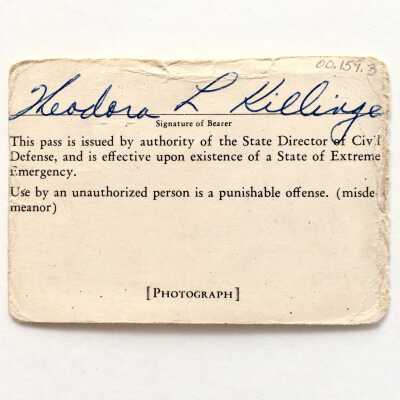 00.159.3
Theodora L Killinge
Signature of Bearer
This pass is issued by authority of the State Director of Civil
Defense, and is effective upon existence of a State of Extreme
Emergency.
Use by an unauthorized person is a punishable offense. (misde
meanor)
[PHOTOGRAPH]